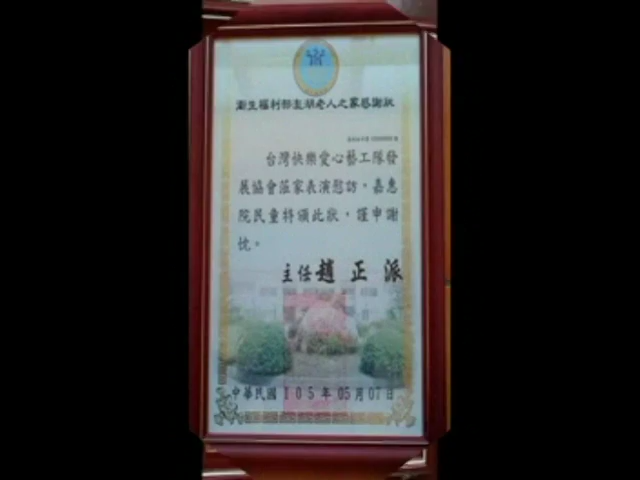 衛生福利部澎湖老人之家感謝狀
台灣快樂愛心藝工隊發
展協會蒞家表演慰訪，嘉惠
院民童特頒此狀，謹申謝
忱。
主任 趙正派
中華民國105年05月07日